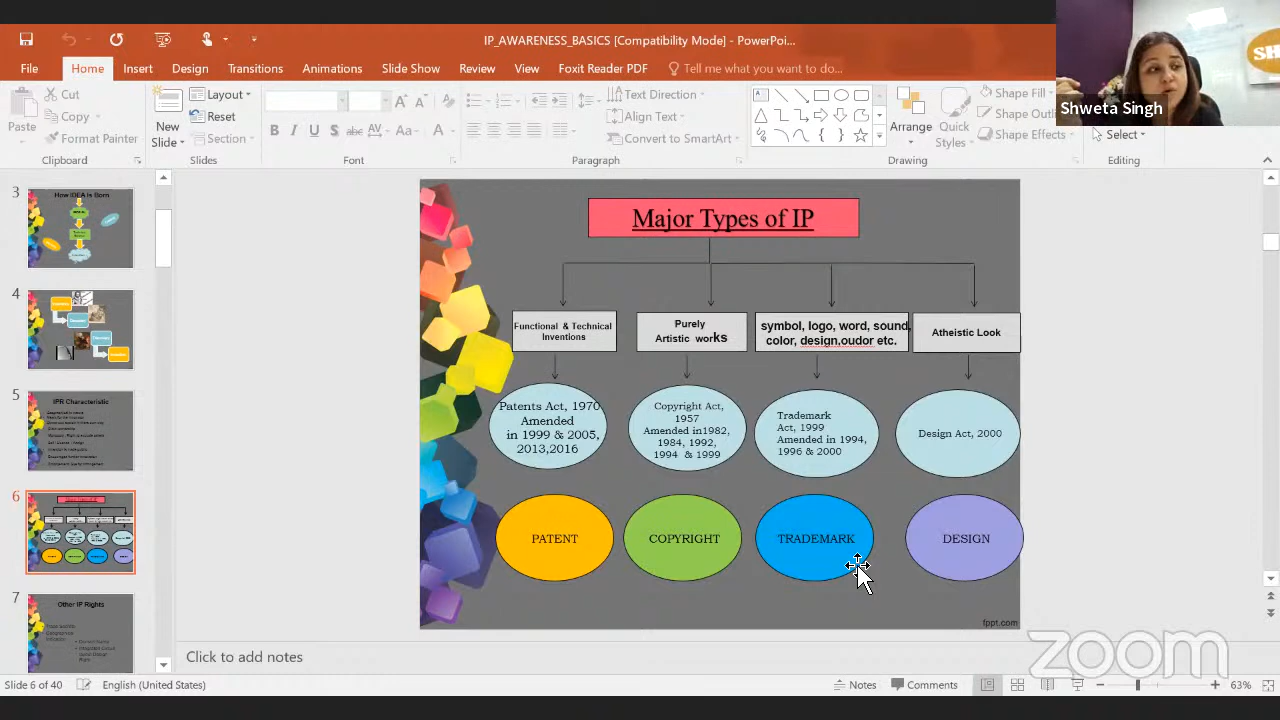 IP_AWARENESS_BASICS [Compatibility Mode] - PowerPoi...
File Home Insert Design Transitions Animations Slide Show Review View Foxit Reader PDF Tell me what you want to do...
Shweta Singh
Paste
Cut
Copy
Format Painter
Clipboard
New
Slide
Layout
Reset
Section
Slides
Font
Text Direction
Align Text
Convert to SmartArt
Paragraph
Arrange
Quick
Styles
Shape Fill
Shape Outli
Shape Effects
Drawing
Select
Editing
3
How IDEA Is Born
4
5
IPR Characteristic
6
7
Other IP Rights
Major Types of IP
Functional & Technical
Inventions
Purely
Artistic works
symbol, logo, word, sound,
color, design,oudor etc.
Atheistic Look
Patents Act, 1970
Amended
in 1999 & 2005,
2013,2016
Copyright Act,
1957
Amended in1982,
1984, 1992,
1994 & 1999
Trademark
Act, 1999
Amended in 1994,
1996 & 2000
Design Act, 2000
PATENT
COPYRIGHT
TRADEMARK
DESIGN
fppt.com
Click to add notes
zoom
Slide 6 of 40 English (United States) Notes Comments 63%